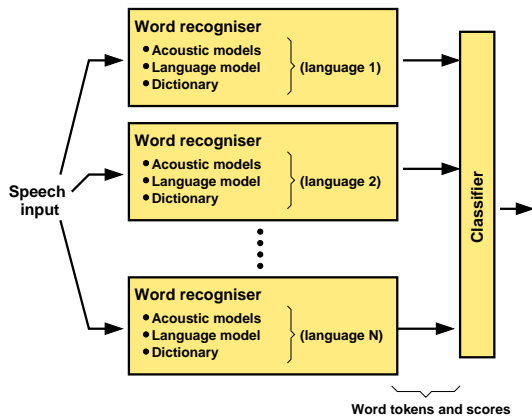 Word recogniser
• Acoustic models
• Language model
• Dictionary
(language 1)
Word recogniser
• Acoustic models
• Language model
• Dictionary
(language 2)
Speech
input
Word recogniser
• Acoustic models
• Language model
• Dictionary
(language N)
Classifier
Word tokens and scores